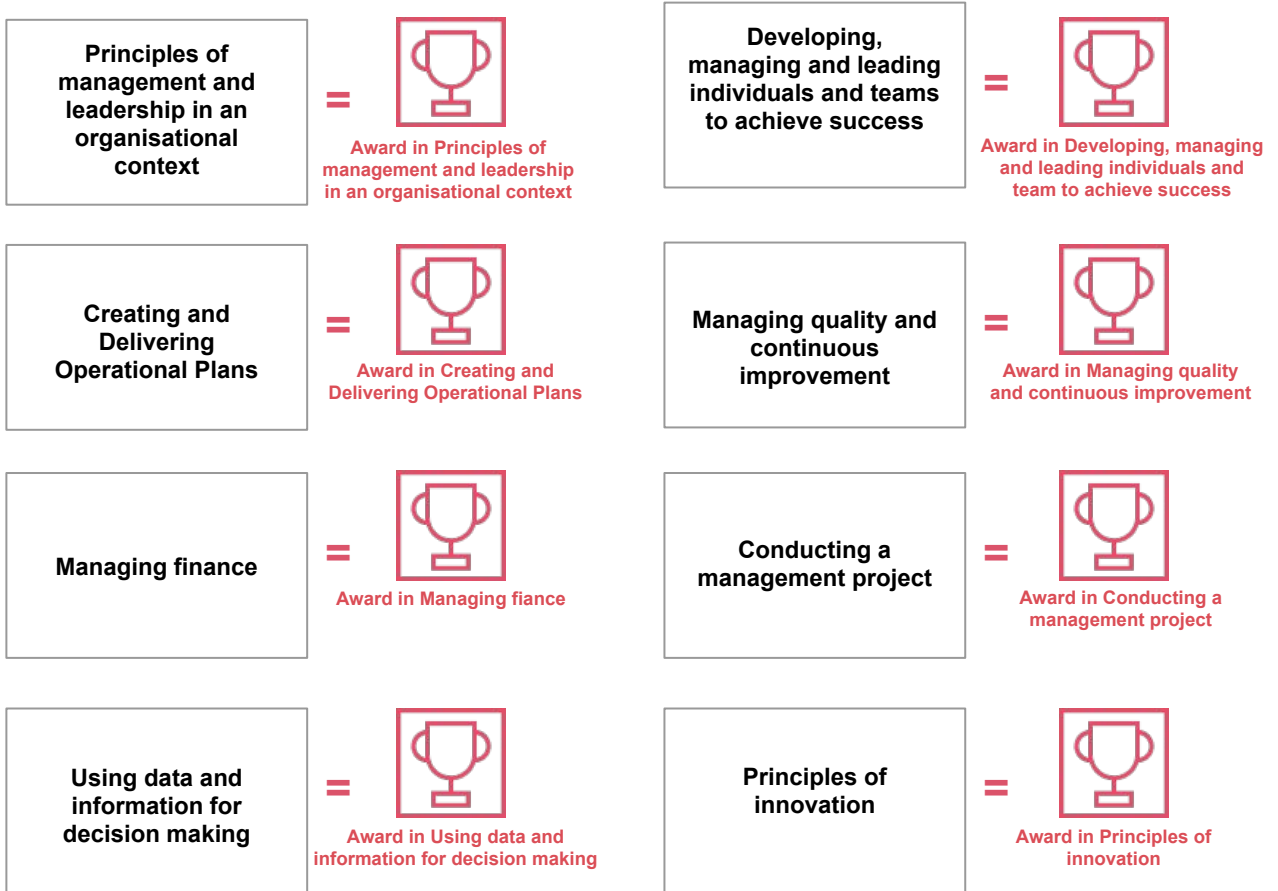 Principles of
management and
leadership in an
organisational
context
=
Award in Principles of
management and leadership
in an organisational context
Developing,
managing and leading
individuals and teams
to achieve success
=
Award in Developing, managing
and leading individuals and
team to achieve success
Creating and
Delivering
Operational Plans
=
Award in Creating and
Delivering Operational Plans
Managing quality and
continuous
improvement
=
Award in Managing quality
and continuous improvement
Managing finance
=
Award in Managing fiance
Conducting a
management project
=
Award in Conducting a
management project
Using data and
information for
decision making
=
Award in Using data and
information for decision making
Principles of
innovation
=
Award in Principles of
innovation